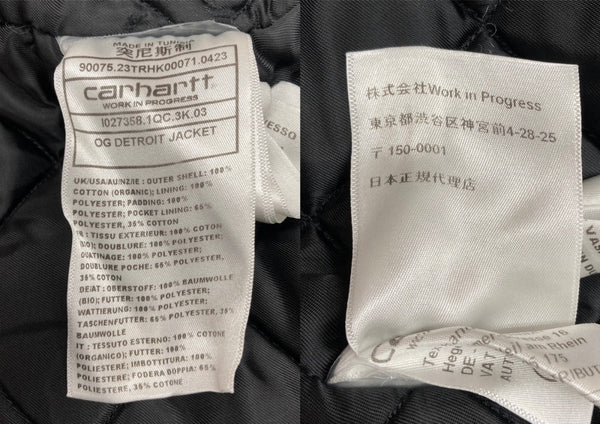 MADE IN TUNISIA
突尼斯制
90075.23TRHK00071.0423
carhartt
WORK IN PROGRESS
I027358.1QC.3K.03
OG DETROIT JACKET
UK/USA/AU/NZ/IE: OUTER SHELL: 100%
COTTON (ORGANIC); LINING: 100%
POLYESTER; PADDING: 100%
POLYESTER; POCKET LINING: 65%
POLYESTER, 35% COTTON
FR: TISSU EXTERIEUR: 100% COTON
(BIO); DOUBLURE: 100% POLYESTER;
OUATINAGE: 100% POLYESTER;
DOUBLURE POCHE: 65% POLYESTER,
35% COTON
DE/AT: OBERSTOFF: 100% BAUMWOLLE
(BIO); FUTTER: 100% POLYESTER;
WATTIERUNG: 100% POLYESTER;
TASCHENFUTTER: 65% POLYESTER, 35%
BAUMWOLLE
IT: TESSUTO ESTERNO: 100% COTONE
(ORGANICO); FUTTER: 100%
POLYESTER; IMBOTTITURA: 100%
POLYESTERE; FODERA DOPPIA: 65%
POLYESTERE, 35% COTONE
株式会社Work in Progress
東京都渋谷区神宮前4-28-25
〒150-0001
日本正規代理店
am Rhein
175